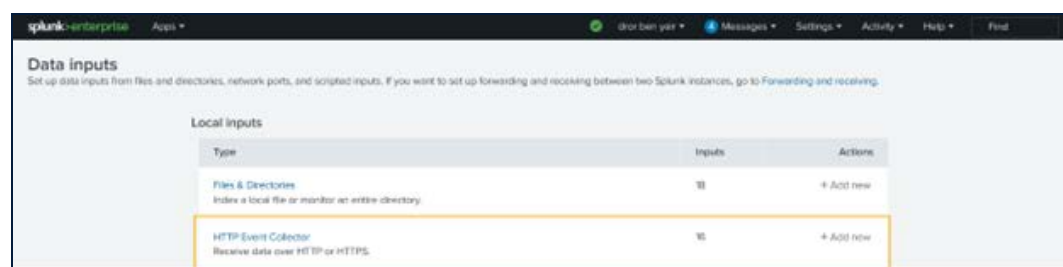 splunk>enterprise Apps
dror ben yair 4 Messages Settings Activity Help Find
Data inputs
Set up data inputs from files and directories, network ports, and scripted inputs. If you want to set up forwarding and receiving between two Splunk instances, go to Forwarding and receiving.
Local inputs
Type Inputs Actions
Files & Directories 18 + Add new
Index a local file or monitor an entire directory.
HTTP Event Collector 16 + Add new
Receive data over HTTP or HTTPS.